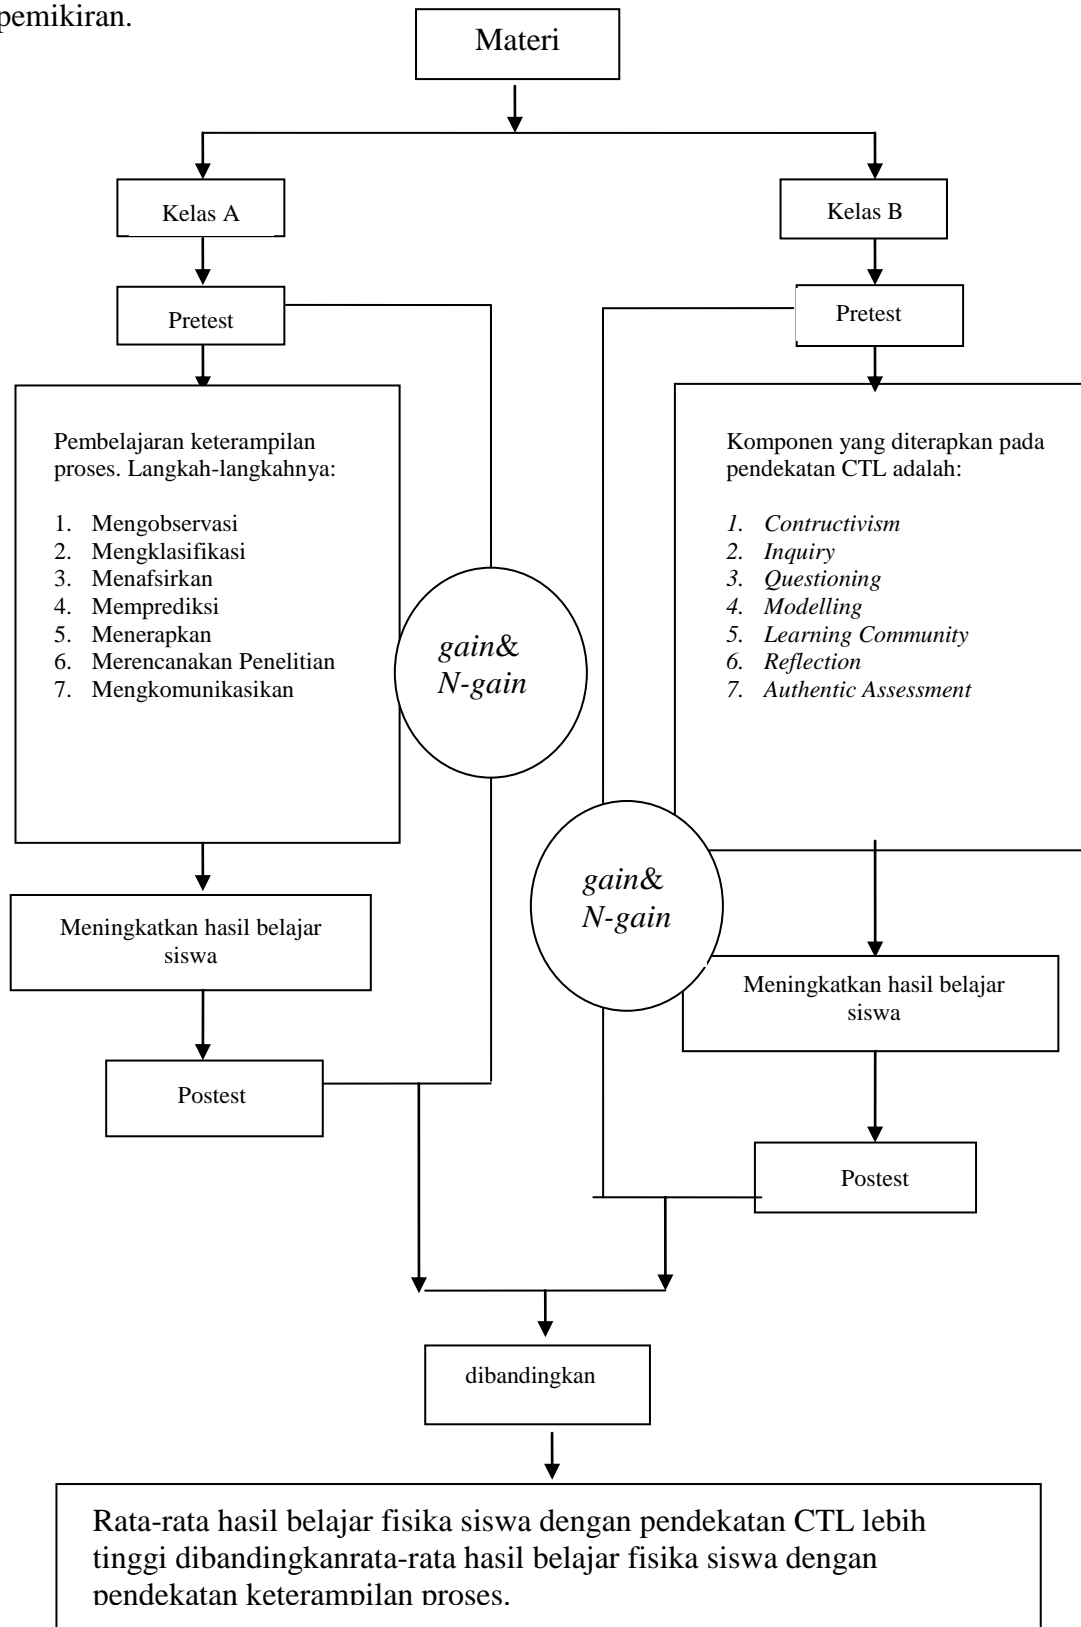 pemikiran.
Materi
Kelas A
Kelas B
Pretest
Pretest
Pembelajaran keterampilan
proses. Langkah-langkahnya:
1. Mengobservasi
2. Mengklasifikasi
3. Menafsirkan
4. Memprediksi
5. Menerapkan
6. Merencanakan Penelitian
7. Mengkomunikasikan
Komponen yang diterapkan pada
pendekatan CTL adalah:
1. Contructivism
2. Inquiry
3. Questioning
4. Modelling
5. Learning Community
6. Reflection
7. Authentic Assessment
gain&
N-gain
gain&
N-gain
Meningkatkan hasil belajar
siswa
Meningkatkan hasil belajar
siswa
Postest
Postest
dibandingkan
Rata-rata hasil belajar fisika siswa dengan pendekatan CTL lebih
tinggi dibandingkanrata-rata hasil belajar fisika siswa dengan
pendekatan keterampilan proses.